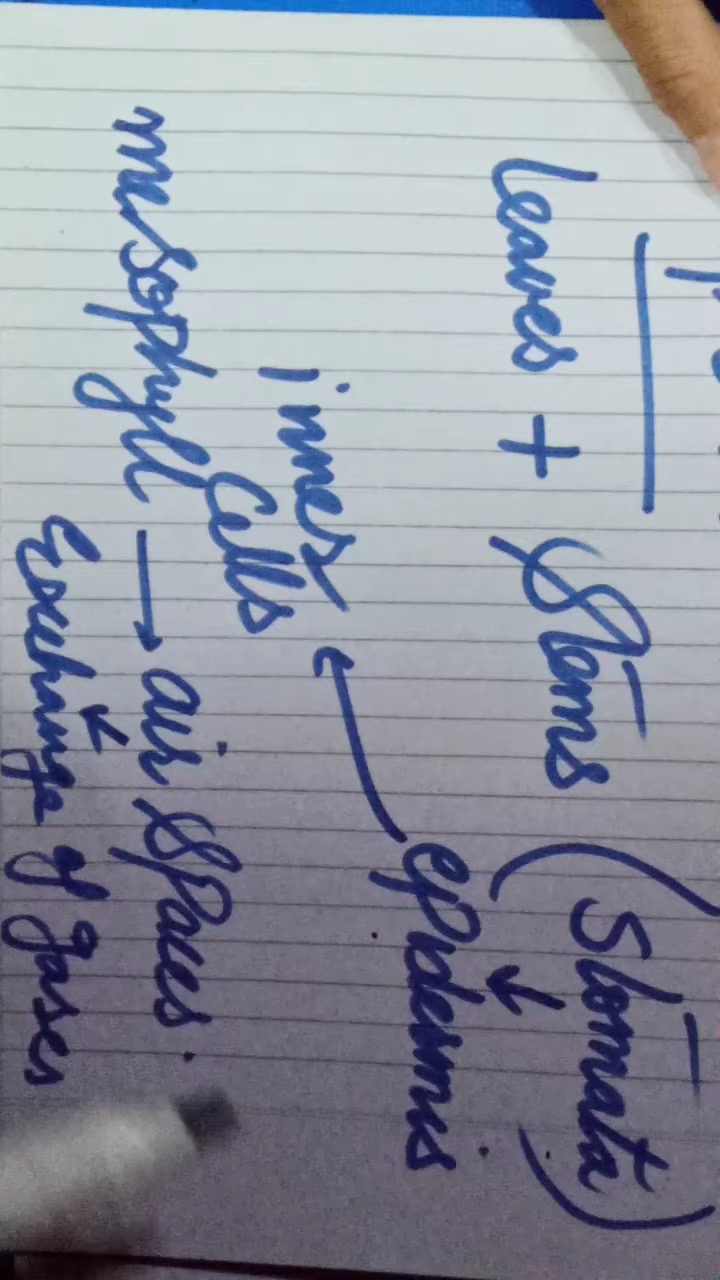 Leaves + Stems (Stomata)
epidermis
inner
cells
mesophyll → air spaces.
Exchange of gases